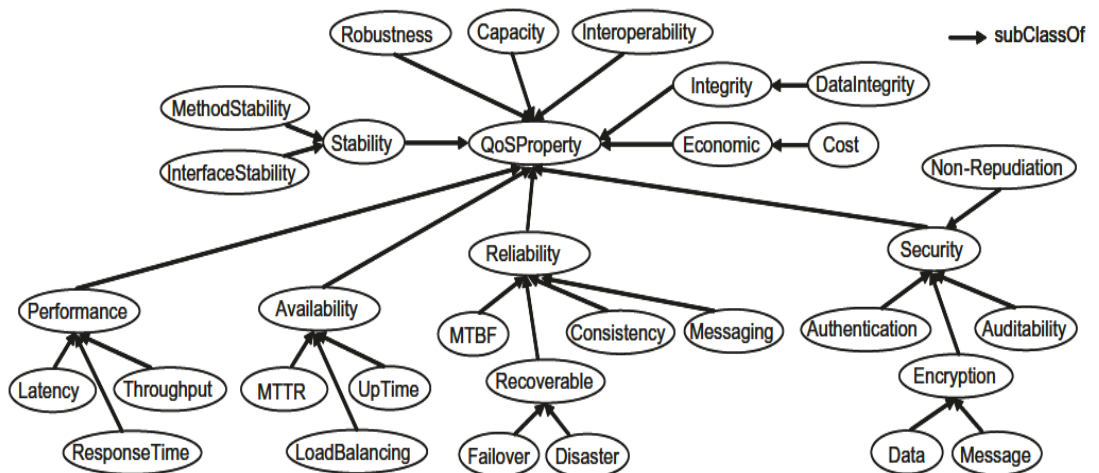 Robustness
Capacity
Interoperability
subClassOf
Integrity
DataIntegrity
MethodStability
Stability
QoSProperty
Economic
Cost
InterfaceStability
Non-Repudiation
Reliability
Security
Performance
Availability
MTBF
Consistency
Messaging
Authentication
Auditability
Latency
Throughput
MTTR
UpTime
Recoverable
Encryption
ResponseTime
LoadBalancing
Failover
Disaster
Data
Message